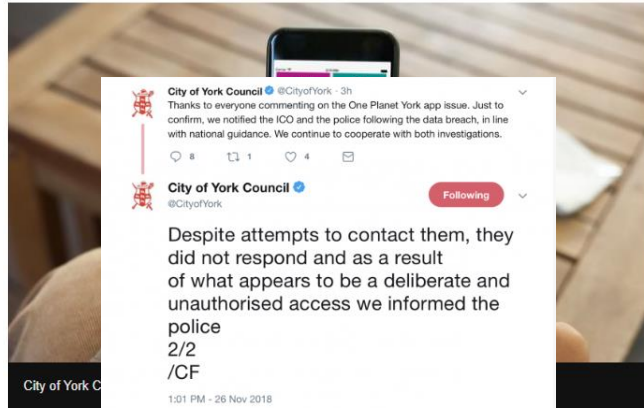 City of York Council @CityofYork · 3h
Thanks to everyone commenting on the One Planet York app issue. Just to
confirm, we notified the ICO and the police following the data breach, in line
with national guidance. We continue to cooperate with both investigations.
8 1 4
City of York Council
@CityofYork
Following
Despite attempts to contact them, they
did not respond and as a result
of what appears to be a deliberate and
unauthorised access we informed the
police
2/2
/CF
1:01 PM - 26 Nov 2018
City of York C